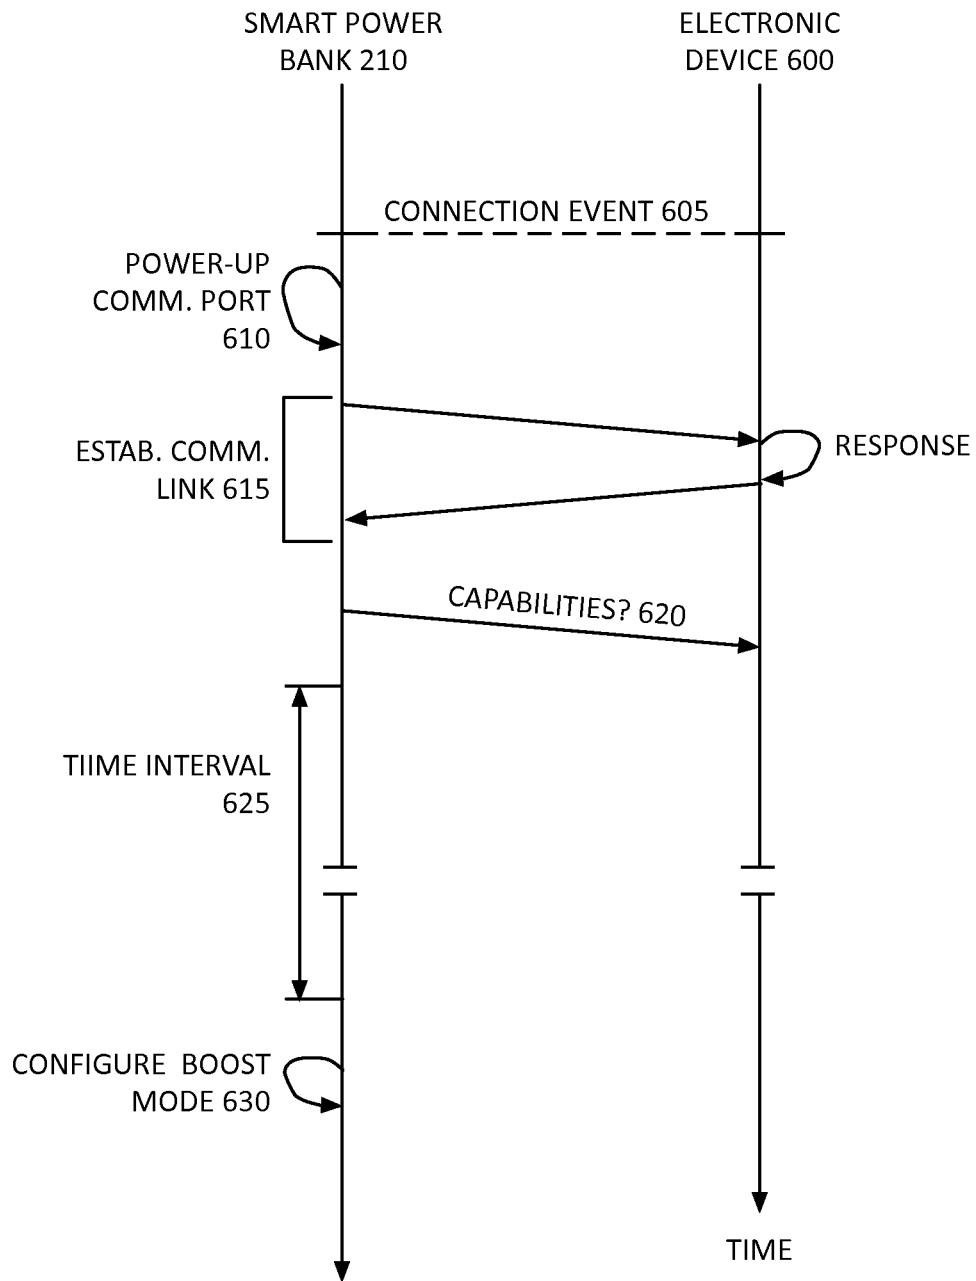 SMART POWER
BANK 210
ELECTRONIC
DEVICE 600
CONNECTION EVENT 605
POWER-UP
COMM. PORT
610
ESTAB. COMM.
LINK 615
RESPONSE
CAPABILITIES? 620
TIIME INTERVAL
625
CONFIGURE BOOST
MODE 630
TIME